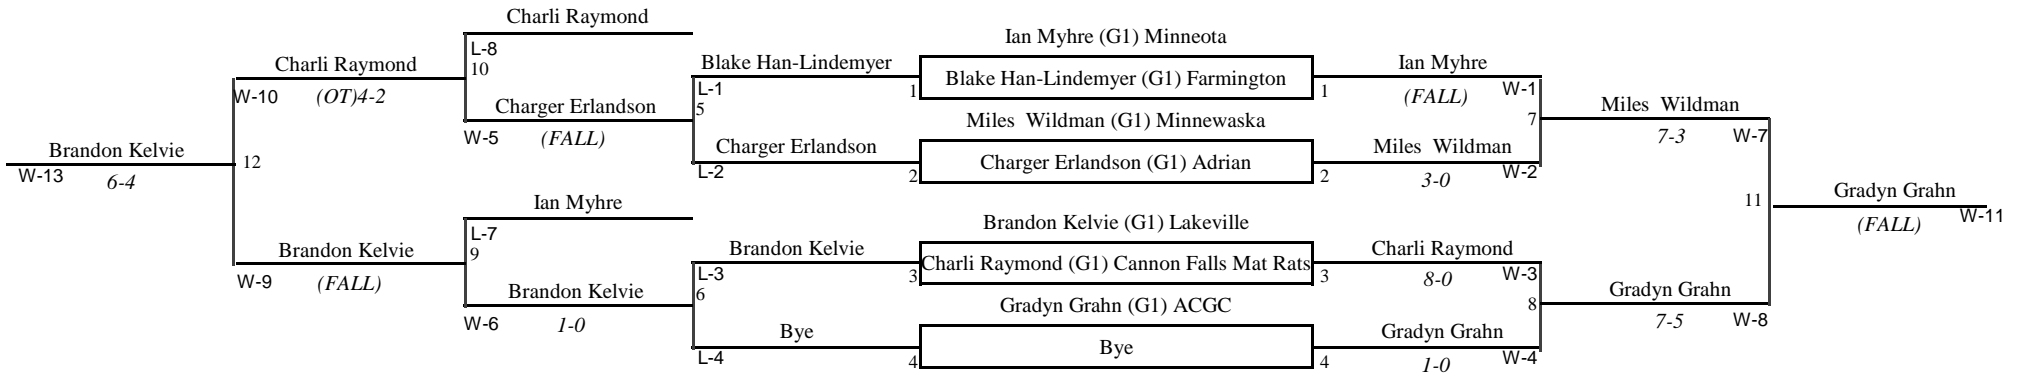 Charli Raymond
L-8
10
Charli Raymond
W-10
(OT)4-2
Charger Erlandson
W-5
(FALL)
Brandon Kelvie
W-13
6-4
12
Ian Myhre
L-7
9
Brandon Kelvie
W-9
(FALL)
Brandon Kelvie
W-6
1-0
Blake Han-Lindemyer
L-1
1
5
Charger Erlandson
L-2
2
Brandon Kelvie
L-3
3
6
Bye
L-4
4
Ian Myhre (G1) Minneota
Blake Han-Lindemyer (G1) Farmington
Miles  Wildman (G1) Minnewaska
Charger Erlandson (G1) Adrian
Brandon Kelvie (G1) Lakeville
Charli Raymond (G1) Cannon Falls Mat Rats
Gradyn Grahn (G1) ACGC
Bye
Ian Myhre
1
(FALL)
W-1
7
Miles  Wildman
2
3-0
W-2
Charli Raymond
3
8-0
W-3
8
Gradyn Grahn
4
1-0
W-4
Miles  Wildman
7-3
W-7
11
Gradyn Grahn
7-5
W-8
Gradyn Grahn
(FALL)
W-11